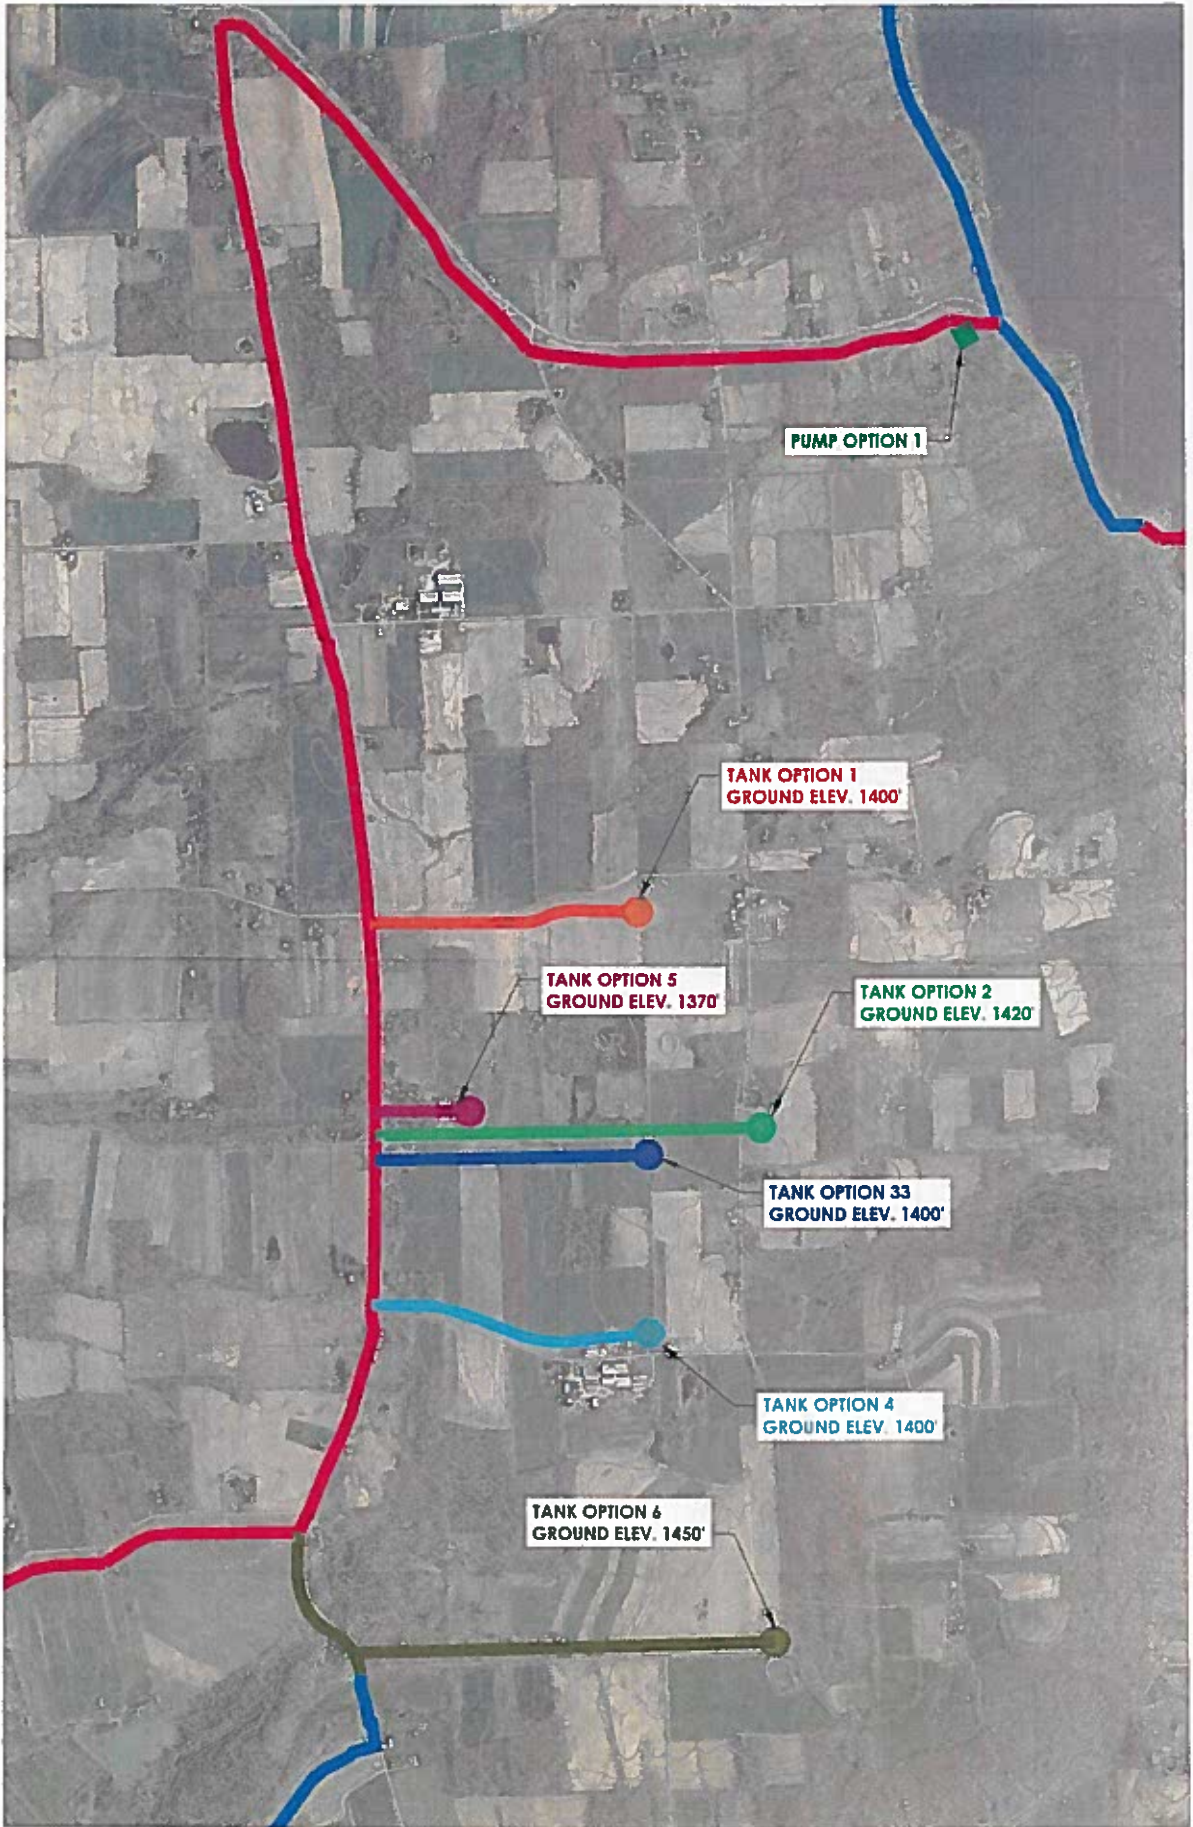 PUMP OPTION 1
TANK OPTION 1
GROUND ELEV. 1400'
TANK OPTION 5
GROUND ELEV. 1370'
TANK OPTION 2
GROUND ELEV. 1420'
TANK OPTION 33
GROUND ELEV. 1400'
TANK OPTION 4
GROUND ELEV. 1400'
TANK OPTION 6
GROUND ELEV. 1450'